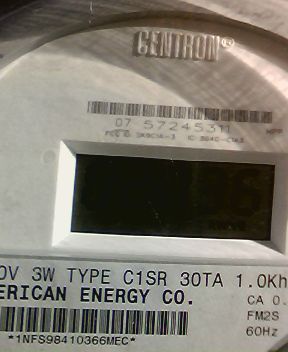 CENTRON®
07 57245311
0V 3W TYPE C1SR 30TA 1.0Kh
ERICAN ENERGY CO.
CA 0.
FM2S
*1NFS98410366MEC*
60Hz